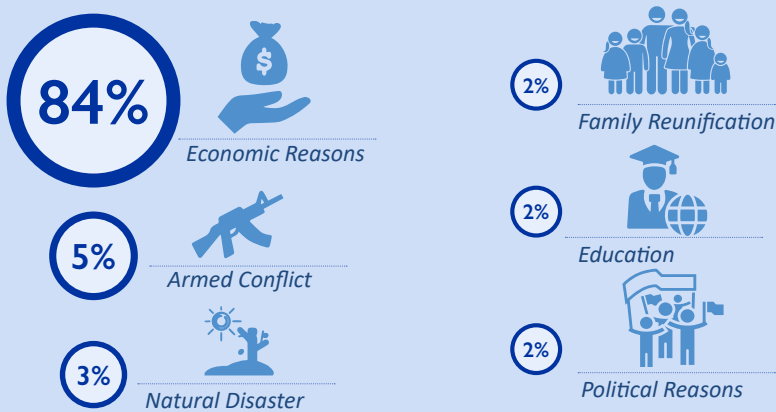 84%
$
Economic Reasons
5%
Armed Conflict
3%
Natural Disaster
2%
Family Reunification
2%
Education
2%
Political Reasons